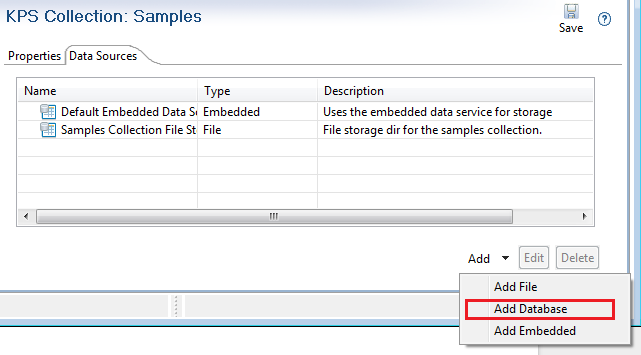 KPS Collection: Samples
Save
?
Properties Data Sources
Name Type Description
Default Embedded Data S Embedded Uses the embedded data service for storage
Samples Collection File St File File storage dir for the samples collection.
Add Edit Delete
Add File
Add Database
Add Embedded